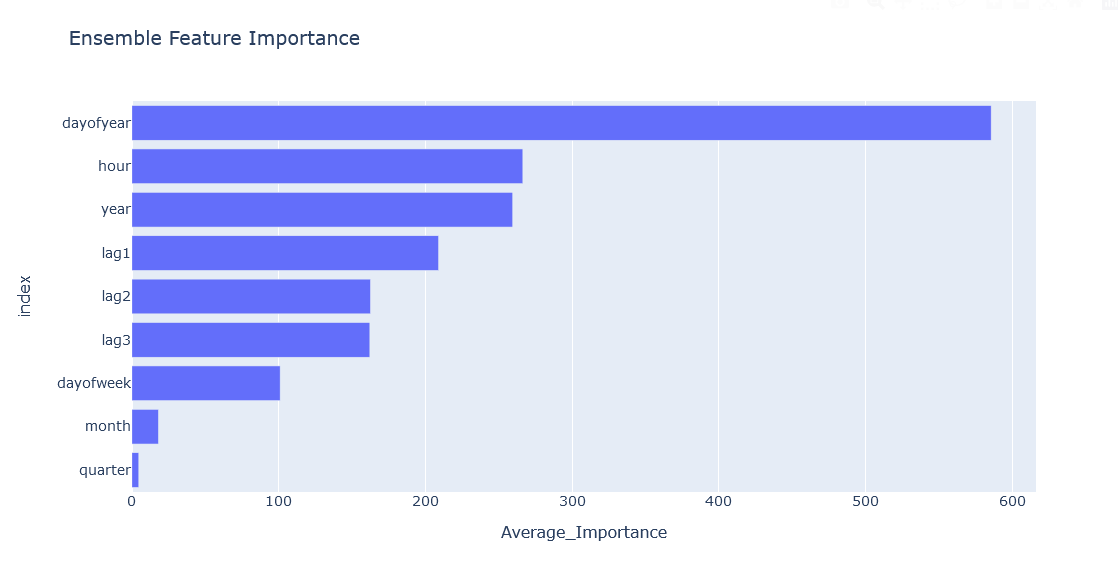 Ensemble Feature Importance
dayofyear
hour
year
lag1
lag2
lag3
dayofweek
month
quarter
index
0 100 200 300 400 500 600
Average_Importance